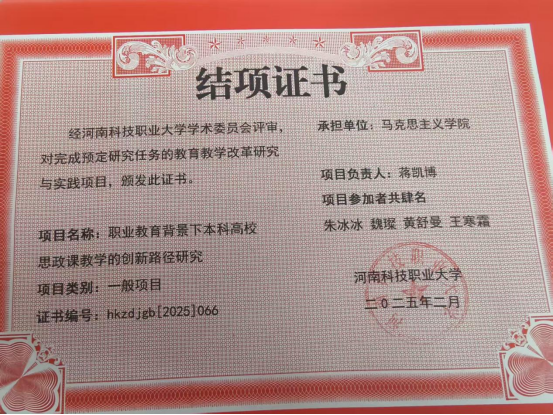 结项证书
经河南科技职业大学学术委员会评审，
对完成预定研究任务的教育教学改革研究
与实践项目，颁发此证书。
项目名称：职业教育背景下本科高校
思政课教学的创新路径研究
项目类别：一般项目
证书编号：hkzdjgb[2025]066
承担单位：马克思主义学院
项目负责人：蒋凯博
项目参加者共肆名
朱冰冰 魏璨 黄舒曼 王寒霜
河南科技职业大学
二〇二五年二月